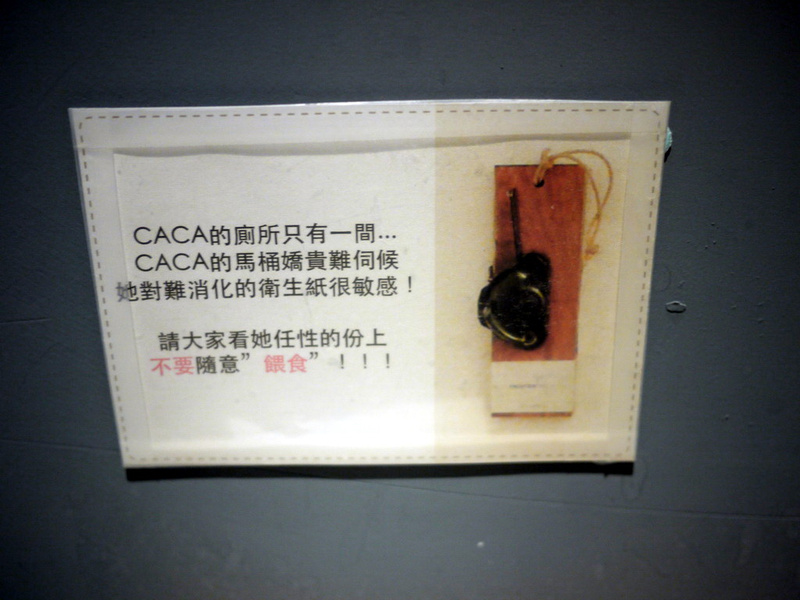 CACA的廁所只有一間...
CACA的馬桶嬌貴難伺候
她對難消化的衛生紙很敏感！
請大家看她任性的份上
不要隨意”餵食”！！！